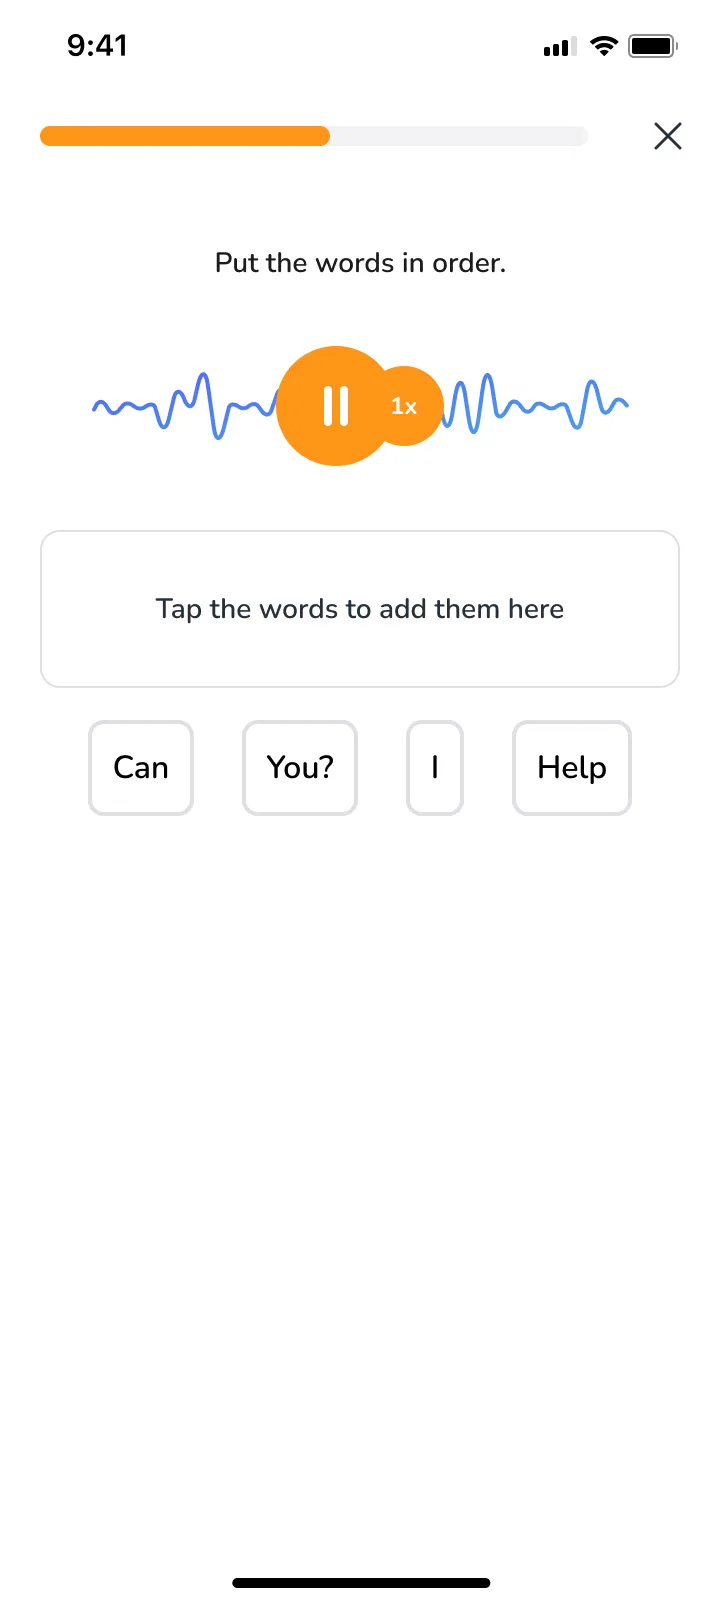 9:41
Put the words in order.
1x
Tap the words to add them here
Can You? I Help